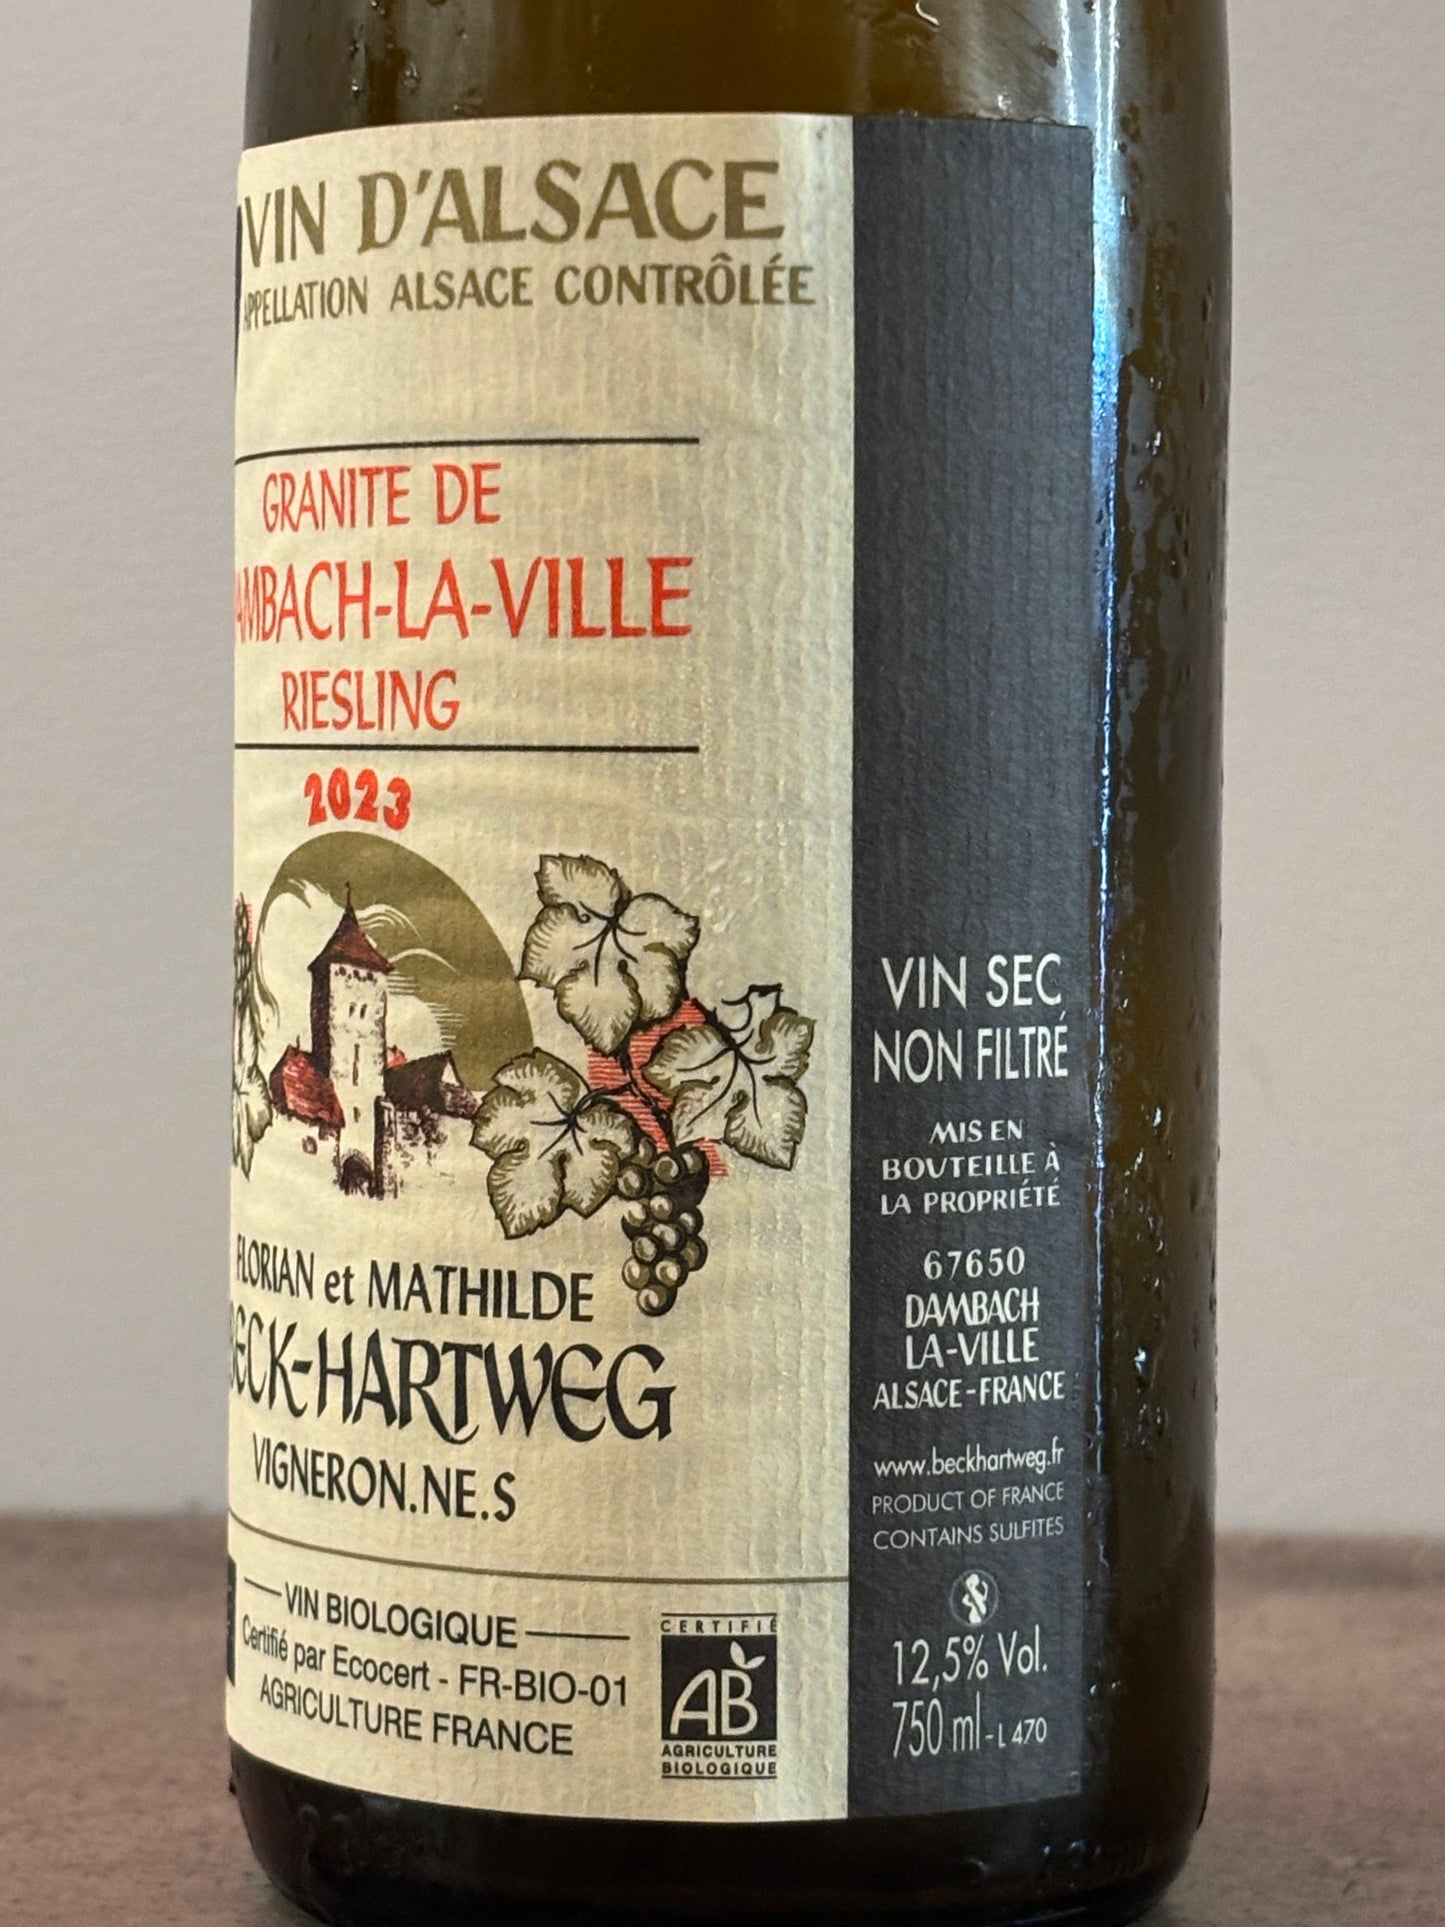 VIN D'ALSACE
APPELLATION ALSACE CONTRÔLÉE
GRANITE DE
AMBACH-LA-VILLE
RIESLING
2023
FLORIAN et MATHILDE
BECK-HARTWEG
VIGNERON.NE.S
VIN BIOLOGIQUE
Certifié par Ecocert - FR-BIO-01
AGRICULTURE FRANCE
CERTIFIÉ
AB
AGRICULTURE
BIOLOGIQUE
VIN SEC
NON FILTRÉ
MIS EN
BOUTEILLE À
LA PROPRIÉTÉ
67650
DAMBACH
LA-VILLE
ALSACE-FRANCE
www.beckhartweg.fr
PRODUCT OF FRANCE
CONTAINS SULFITES
12,5% Vol.
750 ml - L 470